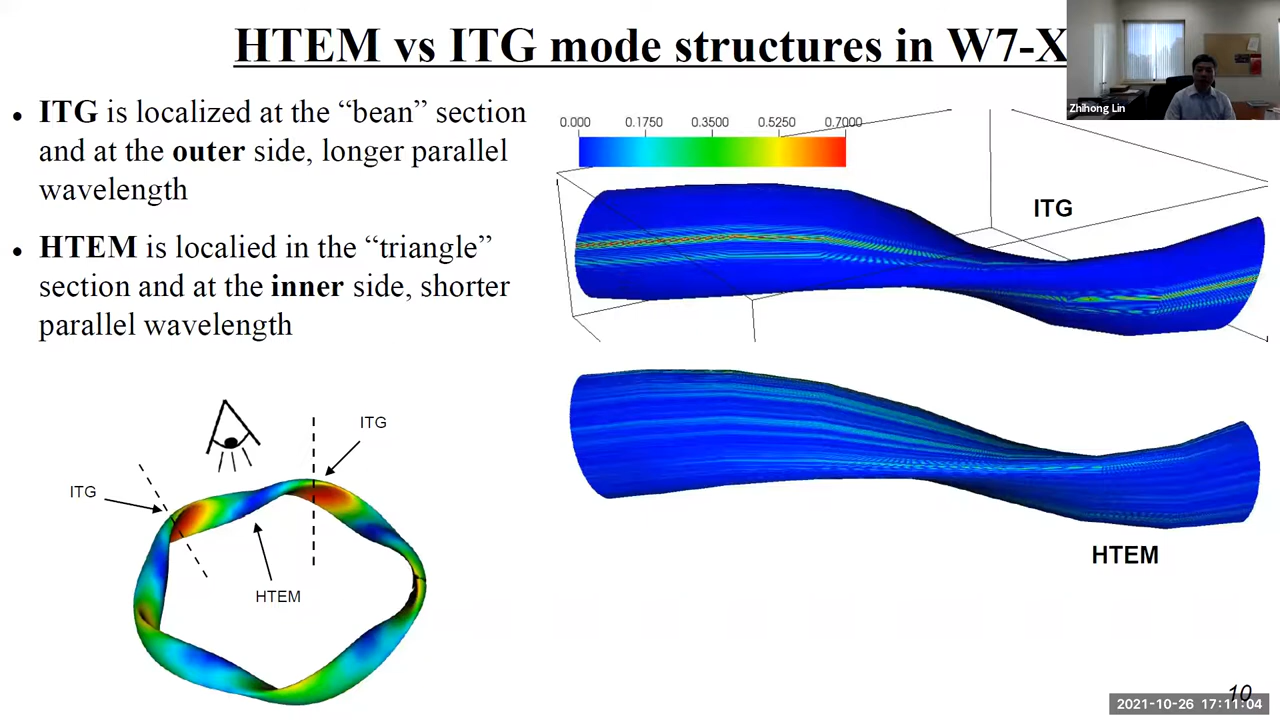 HTEM vs ITG mode structures in W7-X
Zhihong Lin
• ITG is localized at the “bean” section
and at the outer side, longer parallel
wavelength
• HTEM is localied in the “triangle”
section and at the inner side, shorter
parallel wavelength
0.000 0.1750 0.3500 0.5250 0.7000
ITG
HTEM
ITG
ITG
HTEM
10
2021-10-26 17:11:04